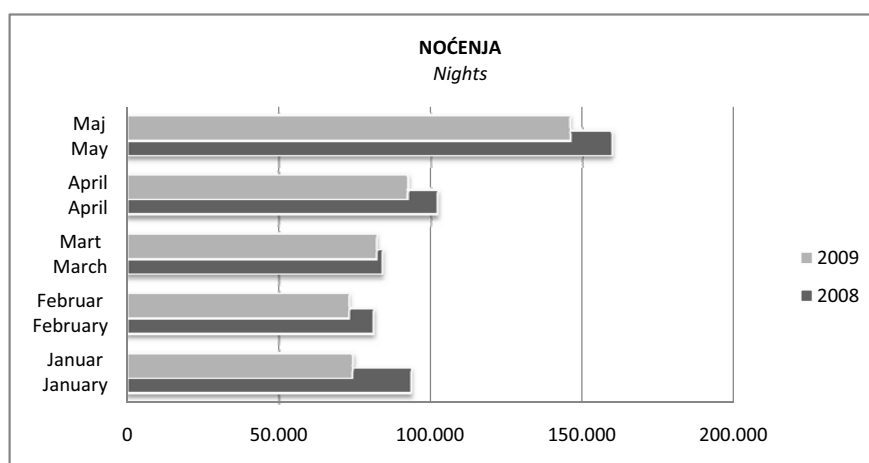 NOĆENJA
Nights
Maj
May
April
April
Mart
March
Februar
February
Januar
January
2009
2008
0
50.000
100.000
150.000
200.000